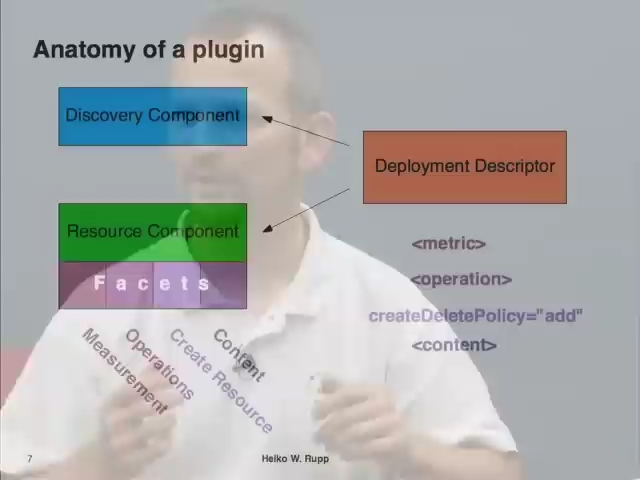 Anatomy of a plugin
Discovery Component
Deployment Descriptor
Resource Component
Facets
<metric>
<operation>
createDeletePolicy="add"
<content>
Measurement
Operations
Create Resource
Content
7
Heiko W. Rupp